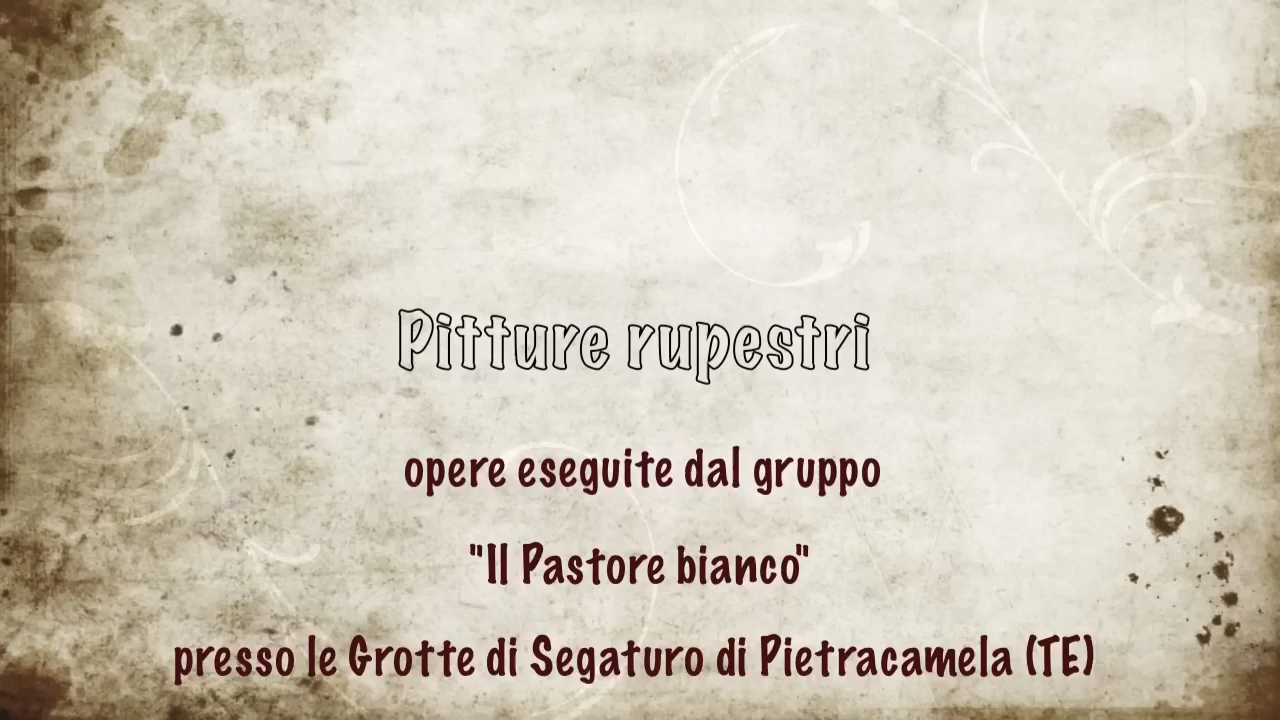 Pitture rupestri
opere eseguite dal gruppo
"Il Pastore bianco"
presso le Grotte di Segaturo di Pietracamela (TE)